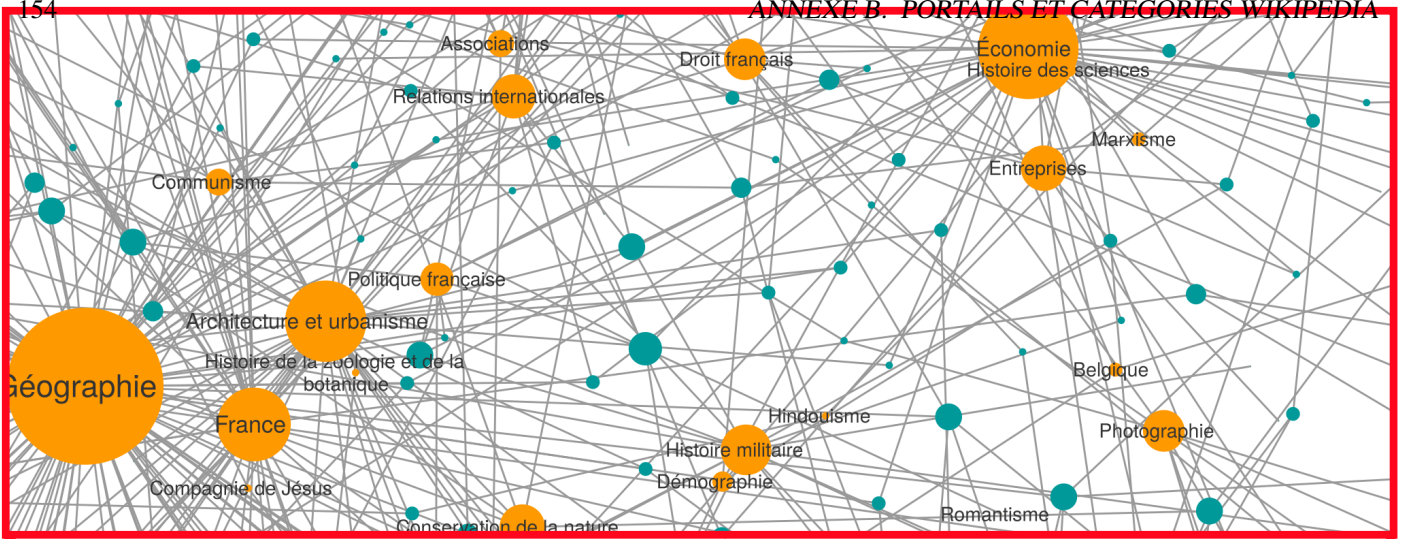 154
ANNEXE B. PORTAILS ET CATÉGORIES WIKIPÉDIA
Associations
Économie
Droit français
Histoire des sciences
Relations internationales
Marxisme
Entreprises
Communisme
Politique française
Architecture et urbanisme
Histoire de la zoologie et de la
botanique
Belgique
Géographie
Hindouisme
France
Photographie
Histoire militaire
Démographie
Compagnie de Jésus
Romantisme
Conservation de la nature